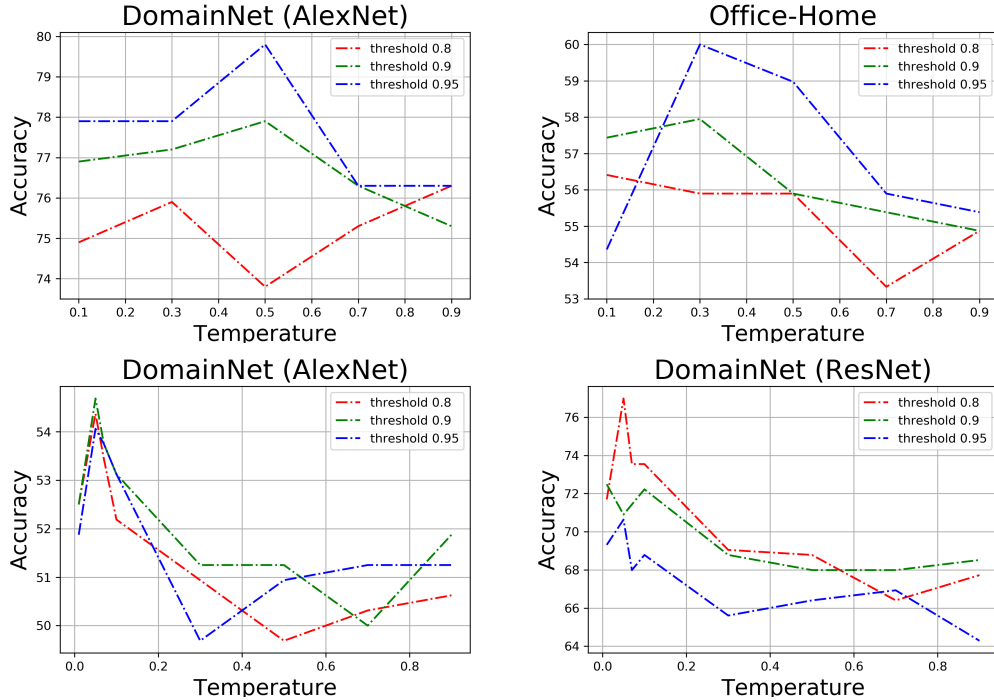 DomainNet (AlexNet)
80
79
78
77
76
75
74
Accuracy
threshold 0.8
threshold 0.9
threshold 0.95
0.1 0.2 0.3 0.4 0.5 0.6 0.7 0.8 0.9
Temperature
Office-Home
60
59
58
57
56
55
54
53
Accuracy
threshold 0.8
threshold 0.9
threshold 0.95
0.1 0.2 0.3 0.4 0.5 0.6 0.7 0.8 0.9
Temperature
DomainNet (AlexNet)
54
53
52
51
50
Accuracy
threshold 0.8
threshold 0.9
threshold 0.95
0.0 0.2 0.4 0.6 0.8
Temperature
DomainNet (ResNet)
76
74
72
70
68
66
64
Accuracy
threshold 0.8
threshold 0.9
threshold 0.95
0.0 0.2 0.4 0.6 0.8
Temperature